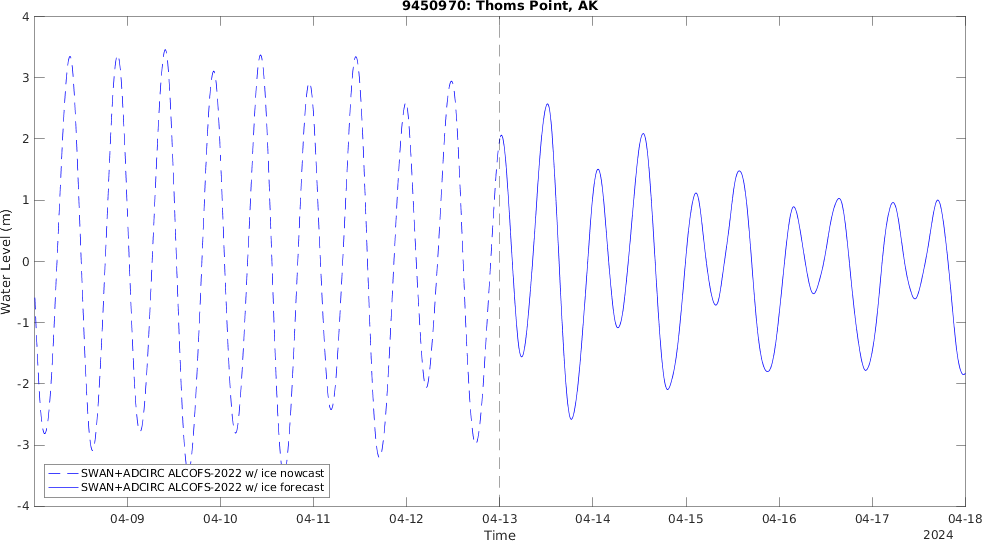 9450970: Thoms Point, AK
4
3
2
1
0
-1
-2
-3
-4
Water Level (m)
SWAN+ADCIRC ALCOFS-2022 w/ ice nowcast
SWAN+ADCIRC ALCOFS-2022 w/ ice forecast
04-09 04-10 04-11 04-12 04-13 04-14 04-15 04-16 04-17 04-18
Time
2024